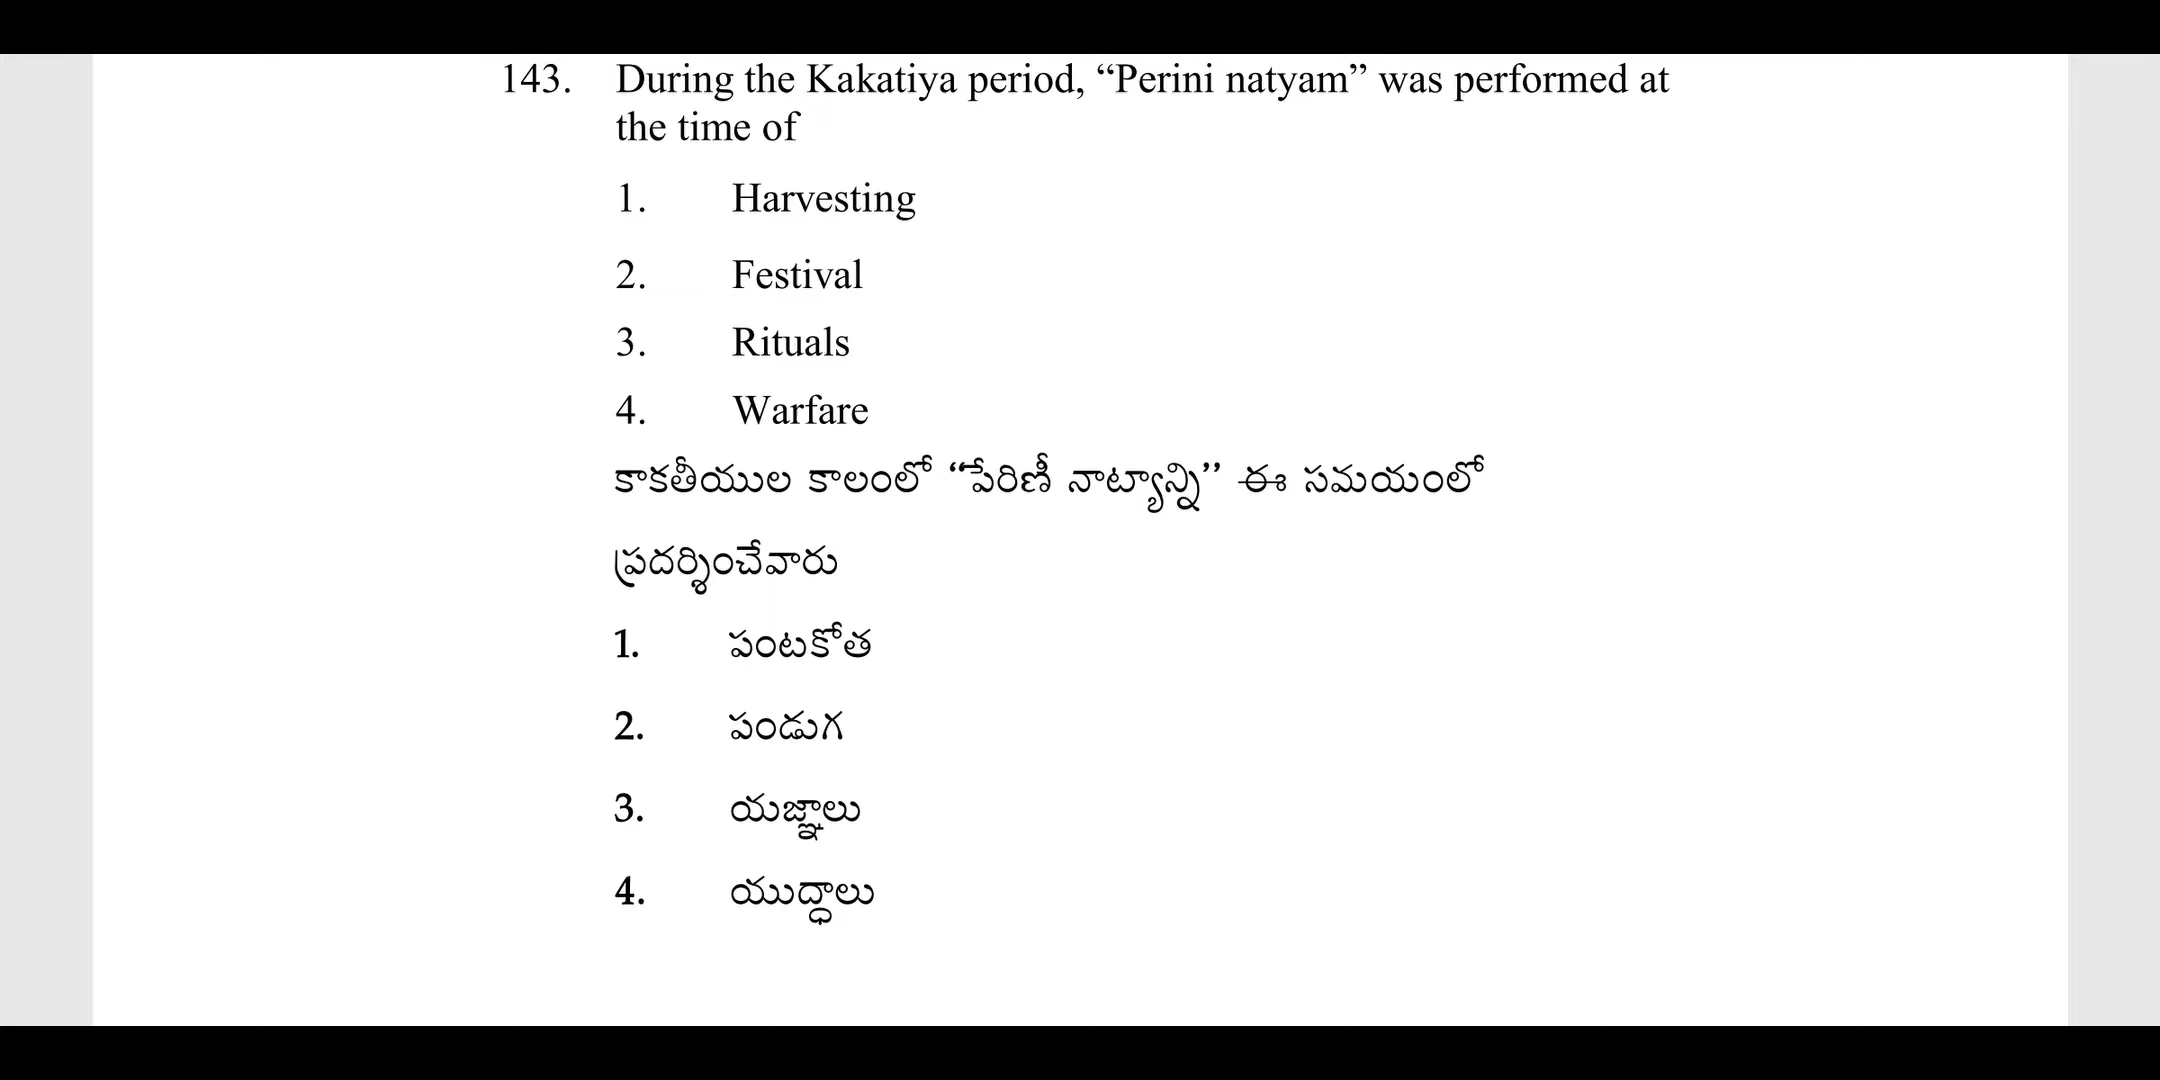 143. During the Kakatiya period, “Perini natyam” was performed at
the time of
1. Harvesting
2. Festival
3. Rituals
4. Warfare
కాకతీయుల కాలంలో “పేరిణీ నాట్యాన్ని” ఈ సమయంలో
ప్రదర్శించేవారు
1. పంటకోత
2. పండుగ
3. యజ్ఞాలు
4. యుద్ధాలు